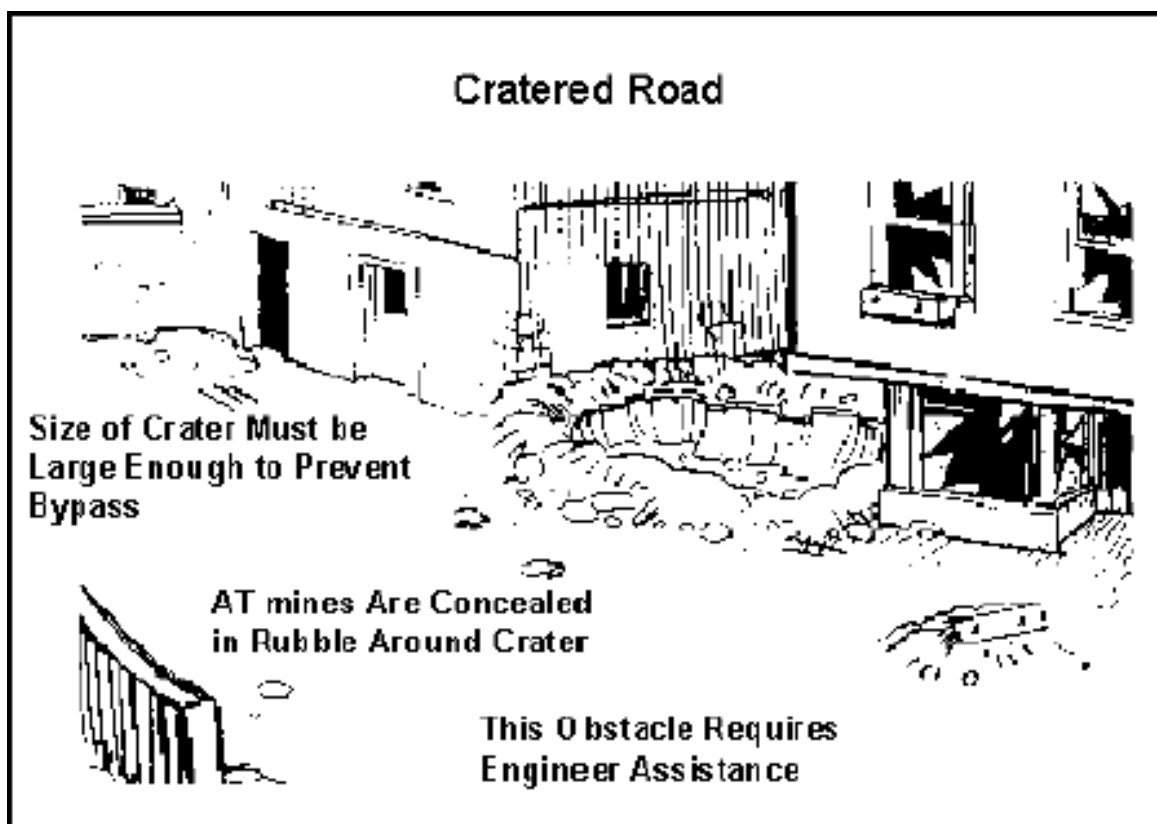 Cratered Road
Size of Crater Must be
Large Enough to Prevent
Bypass
AT mines Are Concealed
in Rubble Around Crater
This Obstacle Requires
Engineer Assistance